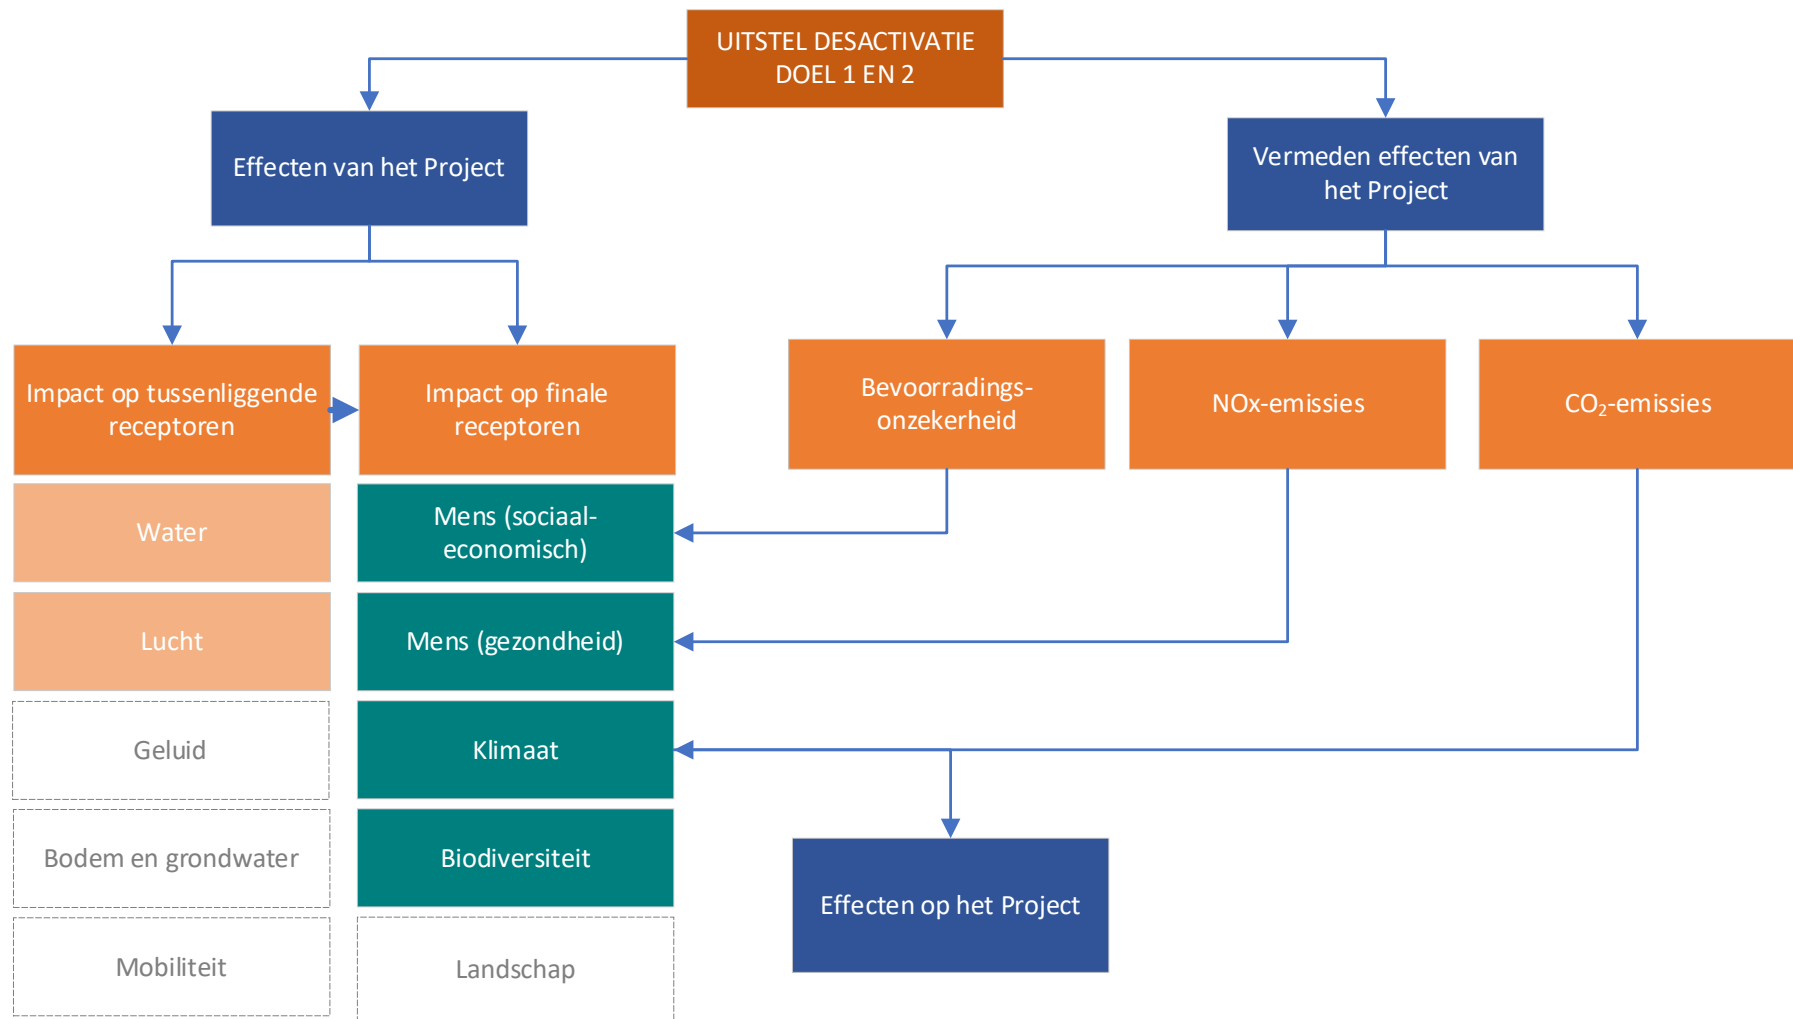 UITSTEL DESACTIVATIE
DOEL 1 EN 2
Effecten van het Project
Vermeden effecten van
het Project
Impact op tussenliggende
receptoren
Impact op finale
receptoren
Bevoorradings-
onzekerheid
NOx-emissies
CO₂-emissies
Water
Mens (sociaal-
economisch)
Lucht
Mens (gezondheid)
Geluid
Klimaat
Bodem en grondwater
Biodiversiteit
Effecten op het Project
Mobiliteit
Landschap